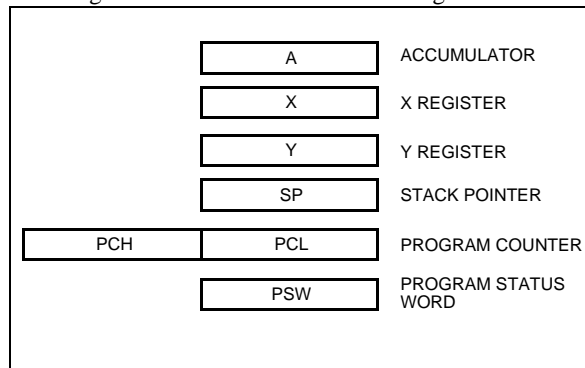 A ACCUMULATOR
X X REGISTER
Y Y REGISTER
SP STACK POINTER
PCH PCL PROGRAM COUNTER
PSW PROGRAM STATUS
WORD